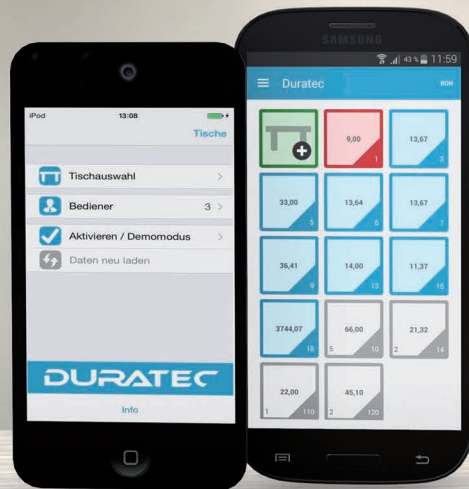 iPod 13:08
Tische
Tischauswahl
Bediener 3
Aktivieren / Demomodus
Daten neu laden
DURATEC
Info
SAMSUNG
43 % 11:59
Duratec BON
9,00 13,67
1 3
33,00 13,64 13,67
5 6 7
36,41 14,00 11,37
9 13 15
3744,07 66,00 21,32
18 5 10 2 14
22,00 45,10
1 110 2 120